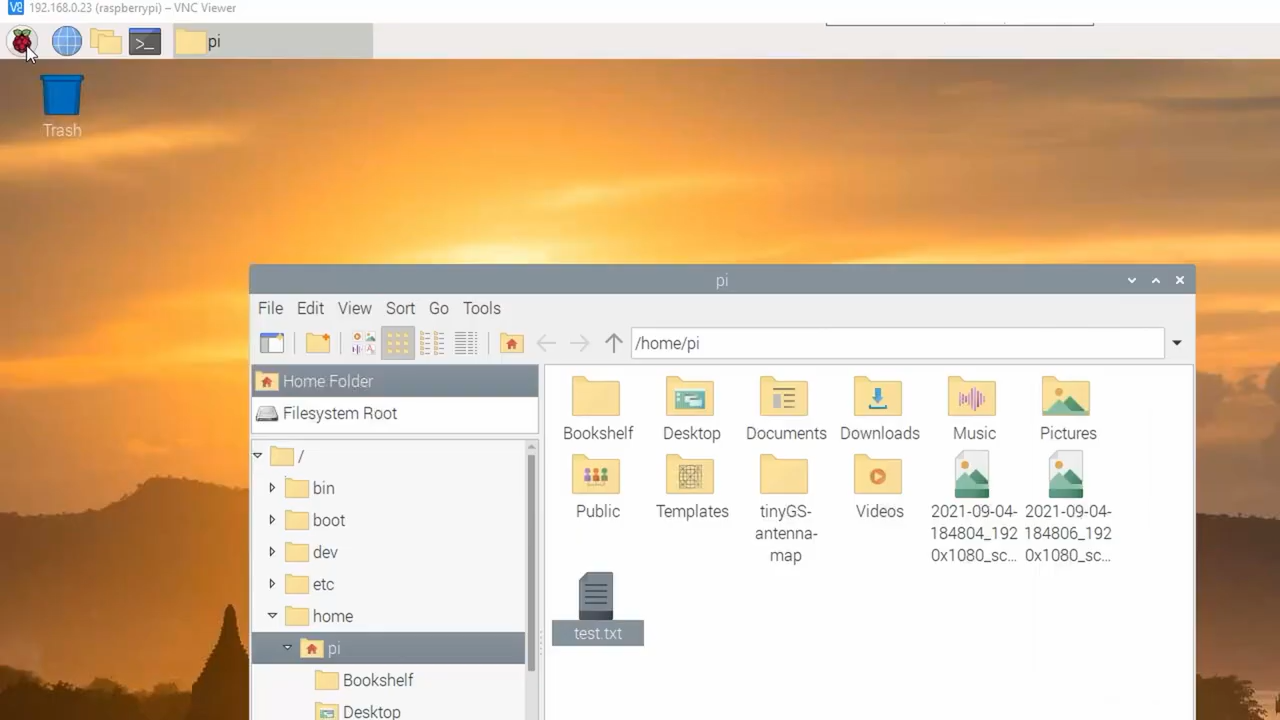 192.168.0.23 (raspberrypi) – VNC Viewer
pi
Trash
pi
File Edit View Sort Go Tools
/home/pi
Home Folder
Filesystem Root
/
bin
boot
dev
etc
home
pi
Bookshelf
Desktop
Bookshelf Desktop Documents Downloads Music Pictures
Public Templates tinyGS- Videos 2021-09-04- 2021-09-04-
antenna- 184804_192 184806_192
map 0x1080_sc... 0x1080_sc...
test.txt